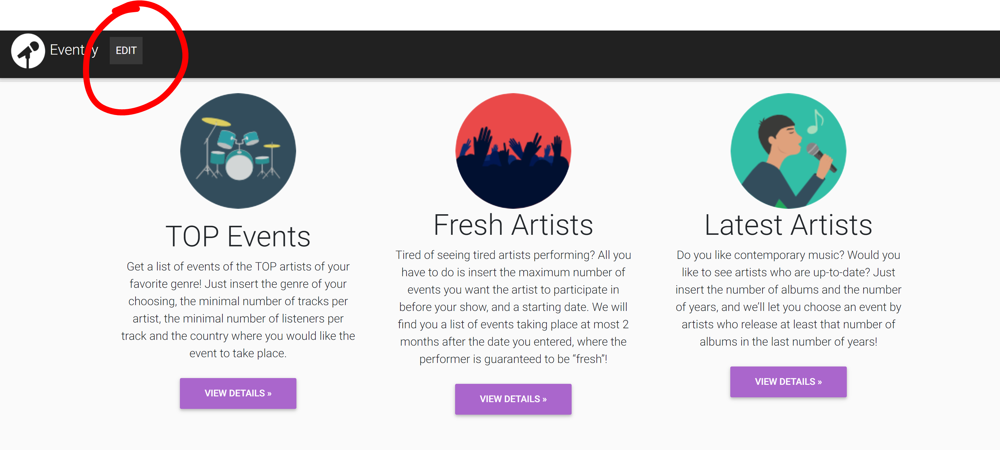 EDIT
TOP Events
Get a list of events of the TOP artists of your
favorite genre! Just insert the genre of your
choosing, the minimal number of tracks per
artist, the minimal number of listeners per
track and the country where you would like the
event to take place.
VIEW DETAILS »
Fresh Artists
Tired of seeing tired artists performing? All you
have to do is insert the maximum number of
events you want the artist to participate in
before your show, and a starting date. We will
find you a list of events taking place at most 2
months after the date you entered, where the
performer is guaranteed to be “fresh”!
VIEW DETAILS »
Latest Artists
Do you like contemporary music? Would you
like to see artists who are up-to-date? Just
insert the number of albums and the number
of years, and we’ll let you choose an event by
artists who release at least that number of
albums in the last number of years!
VIEW DETAILS »